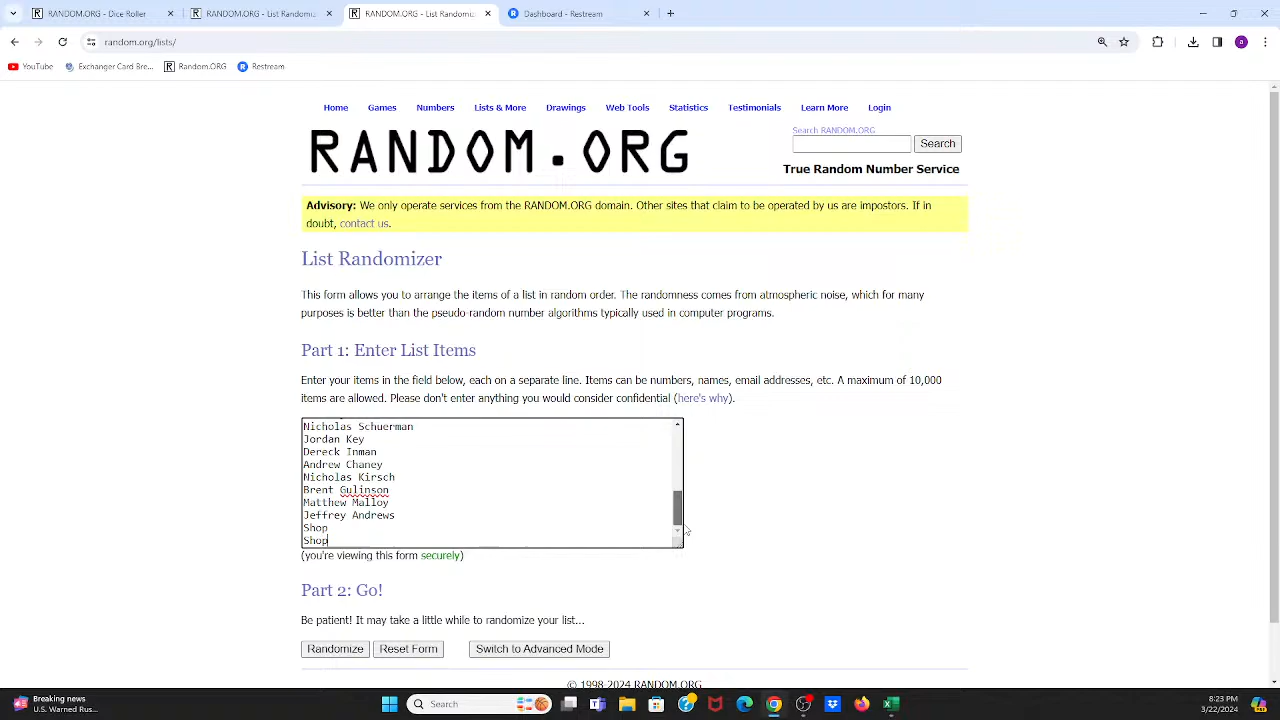 RANDOM.ORG - Dice Roller
RANDOM.ORG - List Randomi
RANDOM.ORG - List Randomi
Dashboard - Restream
random.org/lists/
a
YouTube
Exchanger Card Bre...
Random.ORG
Restream
Home Games Numbers Lists & More Drawings Web Tools Statistics Testimonials Learn More Login
RANDOM.ORG
Search RANDOM.ORG
Search
True Random Number Service
Advisory: We only operate services from the RANDOM.ORG domain. Other sites that claim to be operated by us are impostors. If in
doubt, contact us.
List Randomizer
This form allows you to arrange the items of a list in random order. The randomness comes from atmospheric noise, which for many
purposes is better than the pseudo-random number algorithms typically used in computer programs.
Part 1: Enter List Items
Enter your items in the field below, each on a separate line. Items can be numbers, names, email addresses, etc. A maximum of 10,000
items are allowed. Please don't enter anything you would consider confidential (here's why).
Nicholas Schuerman
Jordan Key
Dereck Inman
Andrew Chaney
Nicholas Kirsch
Brent Gulinson
Matthew Malloy
Jeffrey Andrews
Shop
Shop
(you're viewing this form securely)
Part 2: Go!
Be patient! It may take a little while to randomize your list...
Randomize Reset Form Switch to Advanced Mode
© 1998-2024 RANDOM.ORG
Breaking news
U.S. Warned Rus...
Search
8:23 PM
3/22/2024